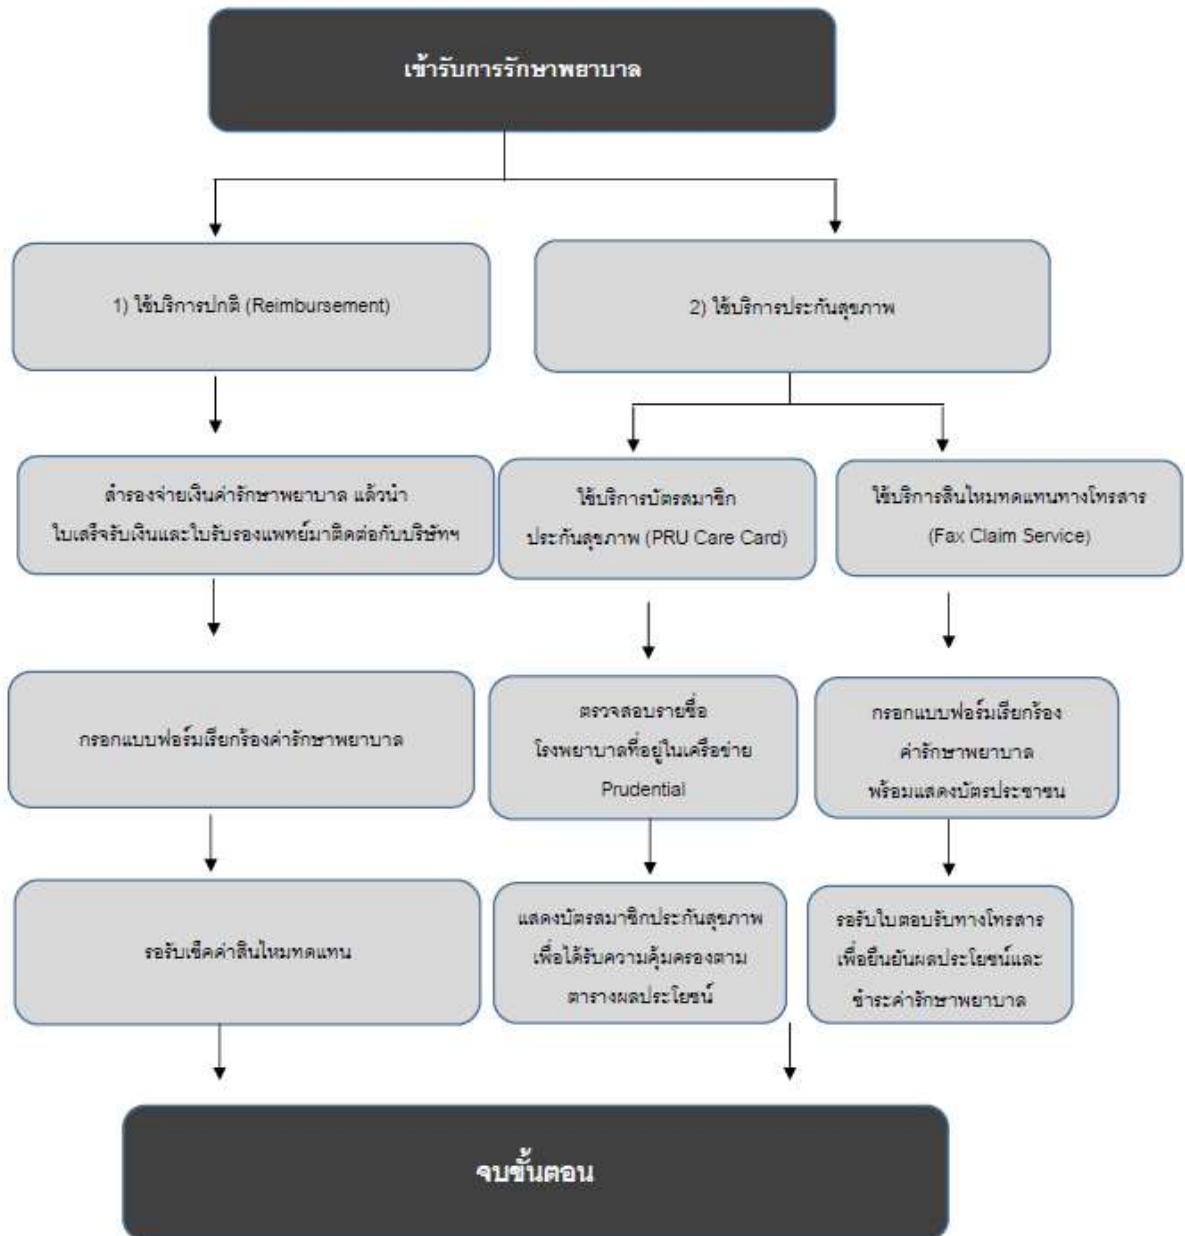 เข้ารับการรักษาพยาบาล
1) ใช้บริการปกติ (Reimbursement)
2) ใช้บริการประกันสุขภาพ
สำรองจ่ายเงินค่ารักษาพยาบาล แล้วนำ
ใบเสร็จรับเงินและใบรับรองแพทย์มาติดต่อกับบริษัทฯ
ใช้บริการบัตรสมาชิก
ประกันสุขภาพ (PRU Care Card)
ใช้บริการสินไหมทดแทนทางโทรสาร
(Fax Claim Service)
กรอกแบบฟอร์มเรียกร้องค่ารักษาพยาบาล
ตรวจสอบรายชื่อ
โรงพยาบาลที่อยู่ในเครือข่าย
Prudential
กรอกแบบฟอร์มเรียกร้อง
ค่ารักษาพยาบาล
พร้อมแสดงบัตรประชาชน
รอรับเช็คค่าสินไหมทดแทน
แสดงบัตรสมาชิกประกันสุขภาพ
เพื่อได้รับความคุ้มครองตาม
ตารางผลประโยชน์
รอรับใบตอบรับทางโทรสาร
เพื่อยืนยันผลประโยชน์และ
ชำระค่ารักษาพยาบาล
จบขั้นตอน